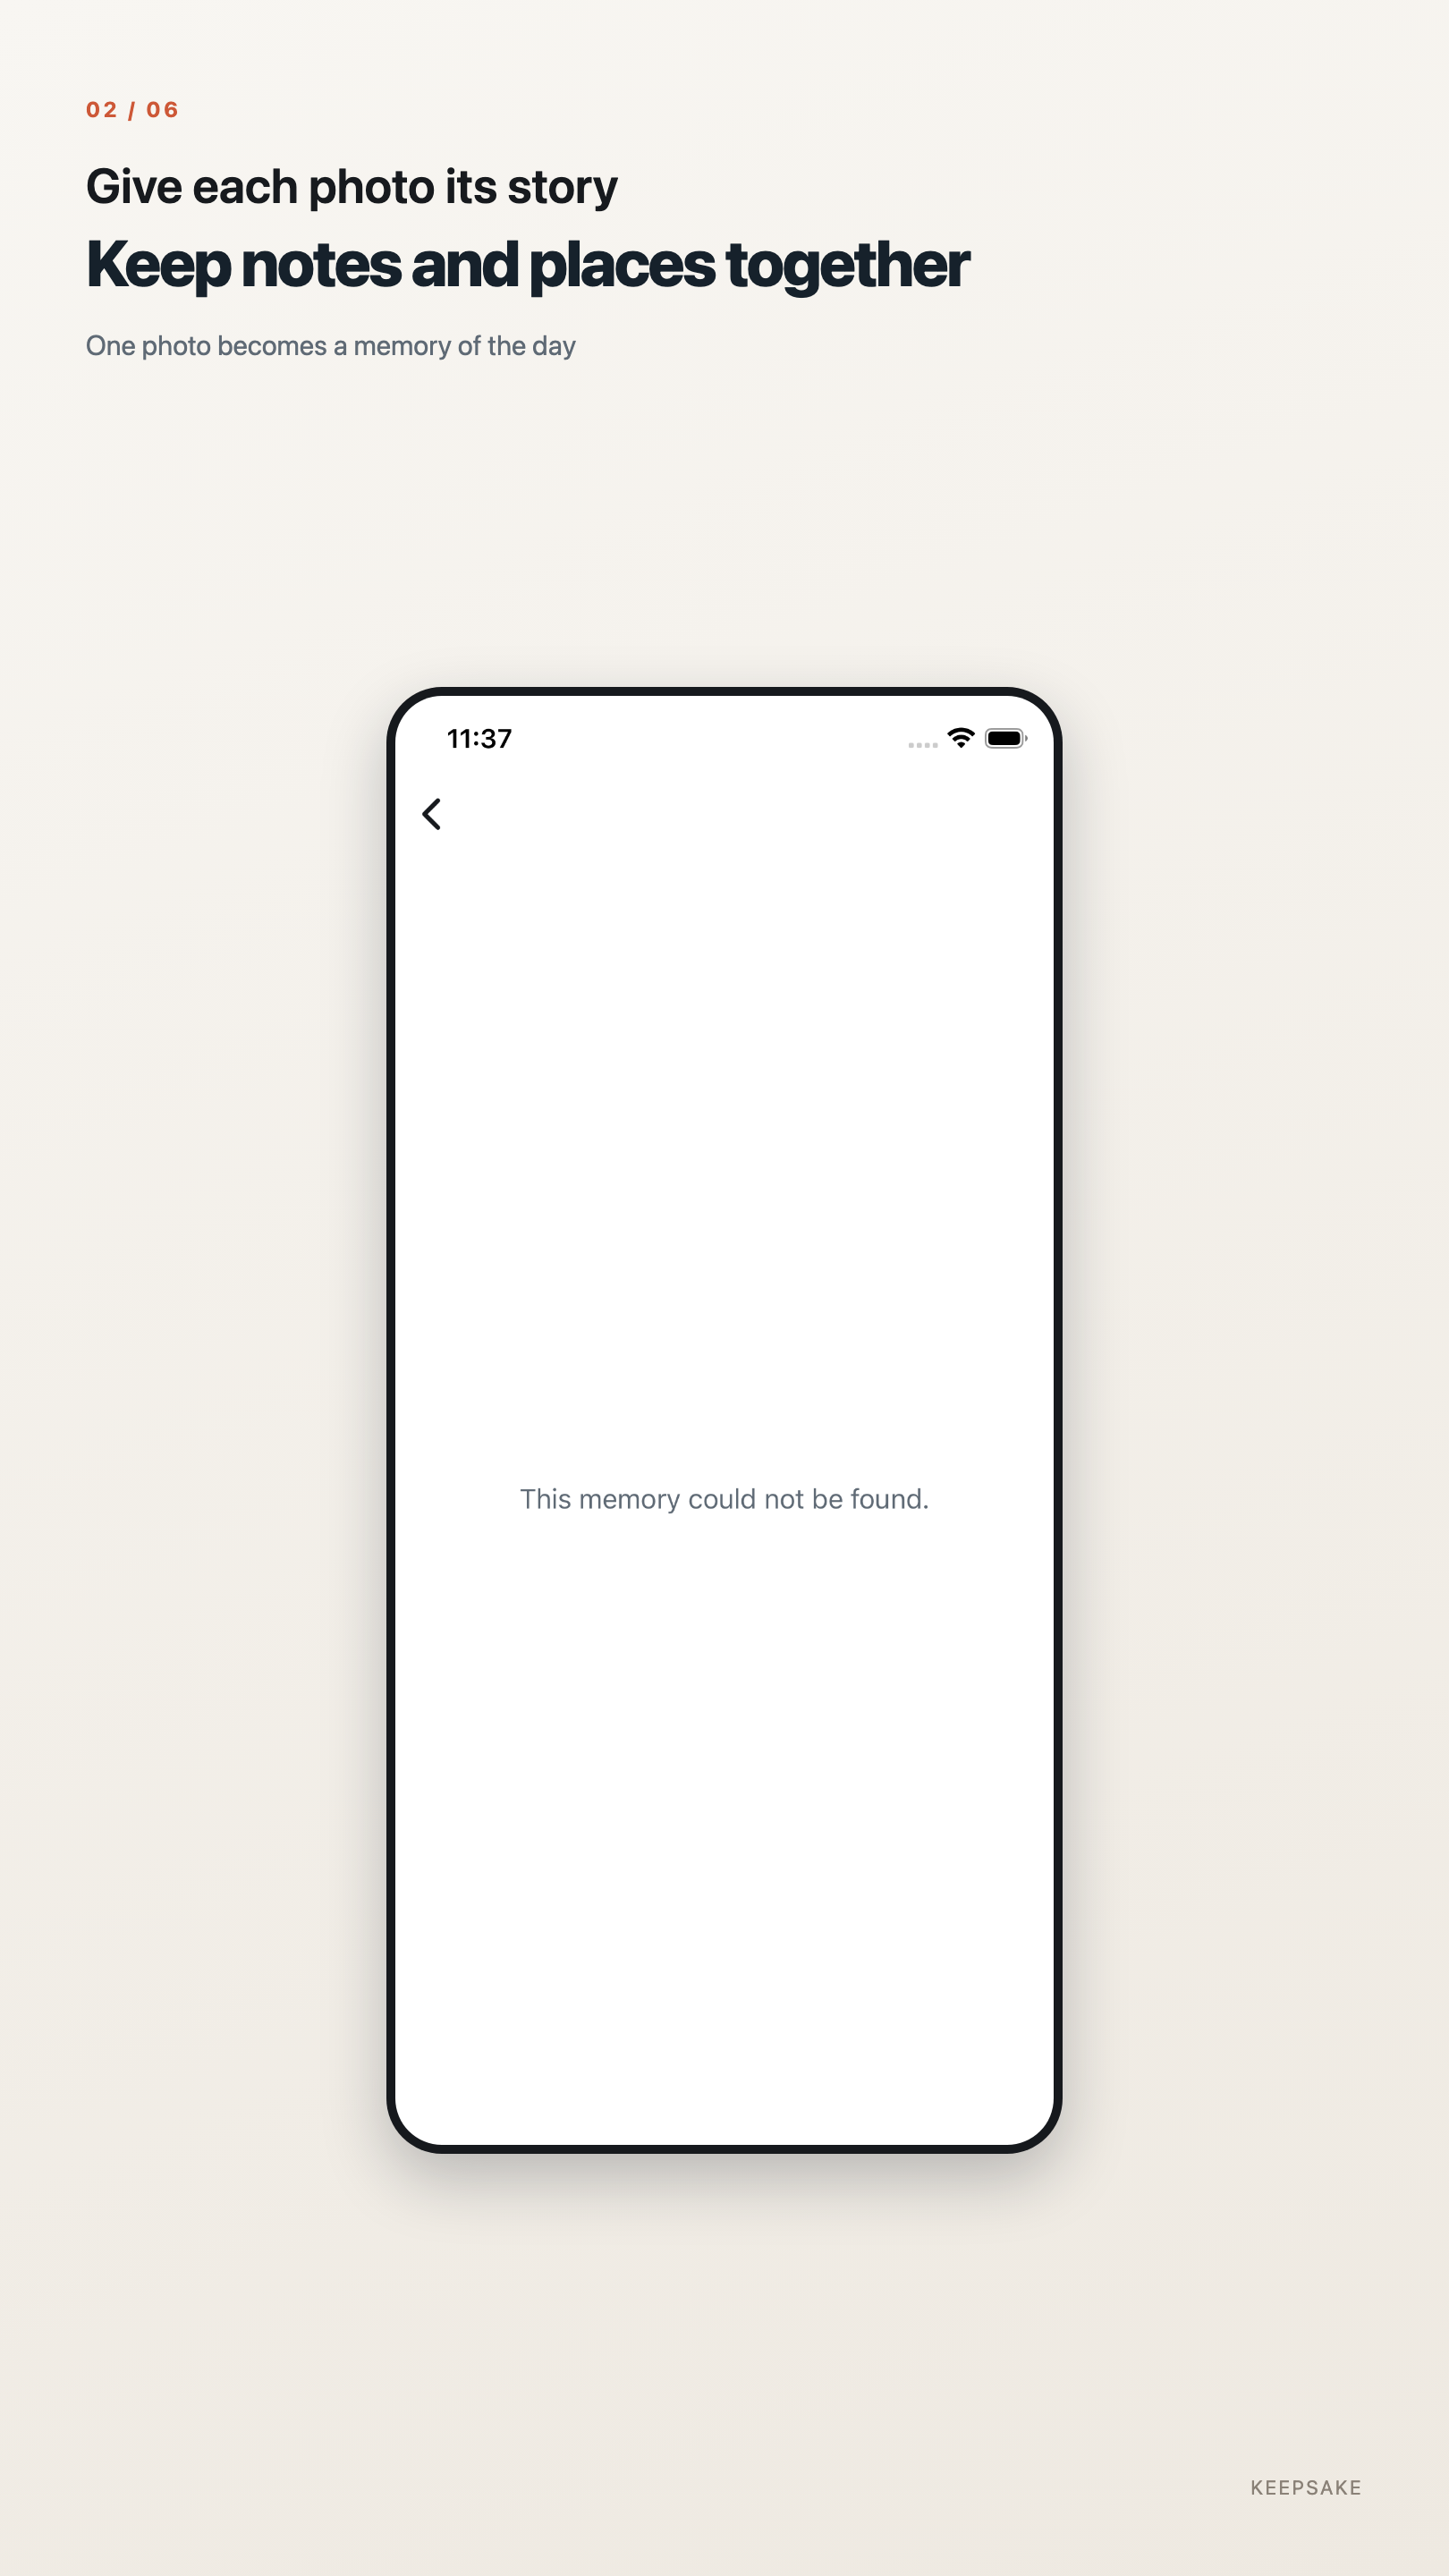 02 / 06
Give each photo its story
Keep notes and places together
One photo becomes a memory of the day
11:37
This memory could not be found.
KEEPSAKE